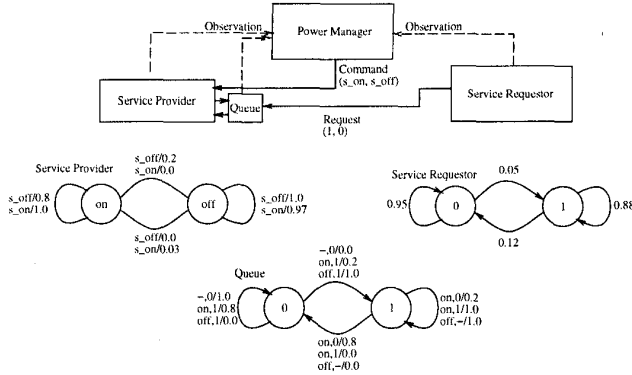 Observation
Power Manager
Observation
Command
(s_on, s_off)
Service Provider
Queue
Service Requestor
Request
(1, 0)
Service Provider
s_off/0.2
s_on/0.0
s_off/0.8
s_on/1.0
on
off
s_off/1.0
s_on/0.97
s_off/0.0
s_on/0.03
Service Requestor
0.05
0.95
0
1
0.88
0.12
Queue
-,0/0.0
on,1/0.2
off,1/1.0
-,0/1.0
on,1/0.8
off,1/0.0
0
1
on,0/0.2
on,1/1.0
off,-/1.0
on,0/0.8
on,1/0.0
off,-/0.0